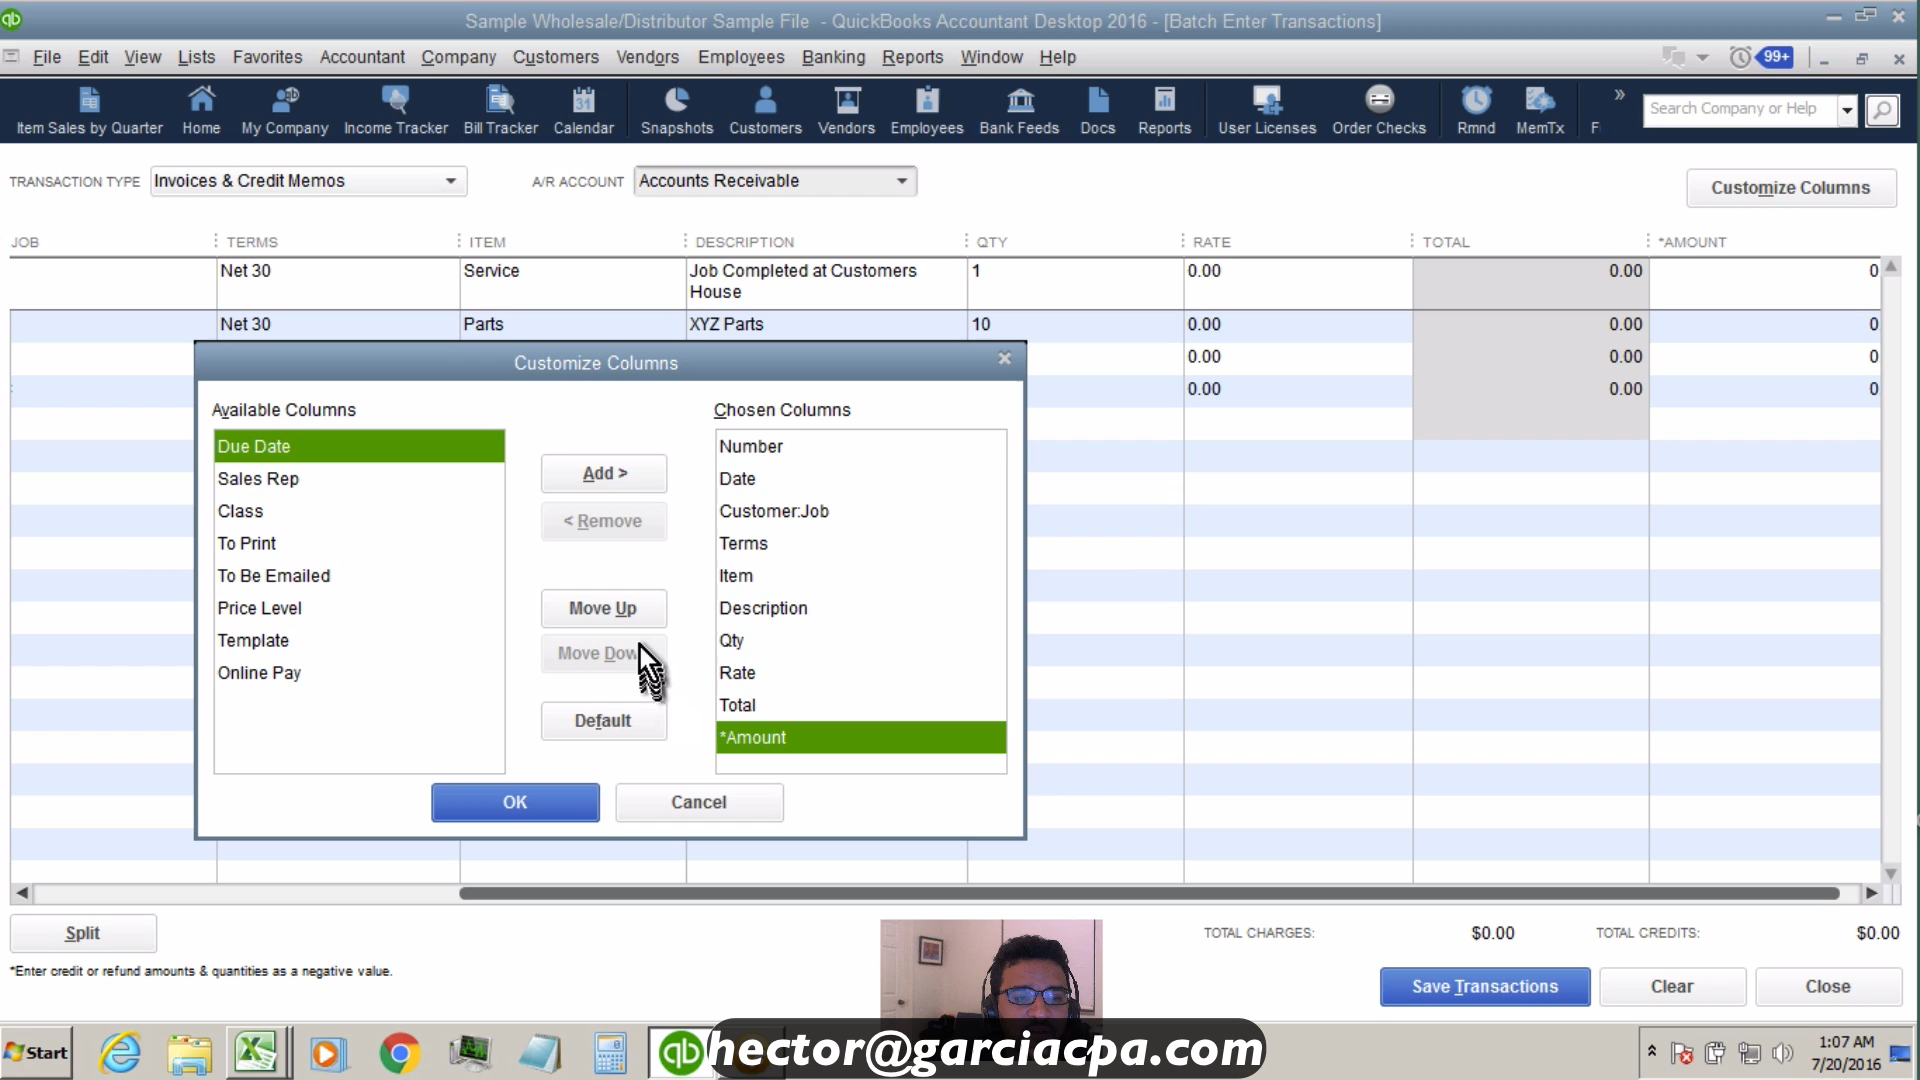 Sample Wholesale/Distributor Sample File - QuickBooks Accountant Desktop 2016 - [Batch Enter Transactions]
File Edit View Lists Favorites Accountant Company Customers Vendors Employees Banking Reports Window Help 99+
Item Sales by Quarter Home My Company Income Tracker Bill Tracker Calendar Snapshots Customers Vendors Employees Bank Feeds Docs Reports User Licenses Order Checks Rmnd MemTx F » Search Company or Help
TRANSACTION TYPE Invoices & Credit Memos A/R ACCOUNT Accounts Receivable Customize Columns
JOB TERMS ITEM DESCRIPTION QTY RATE TOTAL *AMOUNT
Net 30 Service Job Completed at Customers 1 0.00 0.00 0
House
Net 30 Parts XYZ Parts 10 0.00 0.00 0
0.00 0.00 0
0.00 0.00 0
Customize Columns
Available Columns Chosen Columns
Due Date Number
Sales Rep Add > Date
Class < Remove Customer:Job
To Print Terms
To Be Emailed Item
Price Level Move Up Description
Template Move Dow Qty
Online Pay Rate
Default Total
*Amount
OK Cancel
Split TOTAL CHARGES: $0.00 TOTAL CREDITS: $0.00
*Enter credit or refund amounts & quantities as a negative value.
Save Transactions Clear Close
Start qb hector@garciacpa.com 1:07 AM
7/20/2016